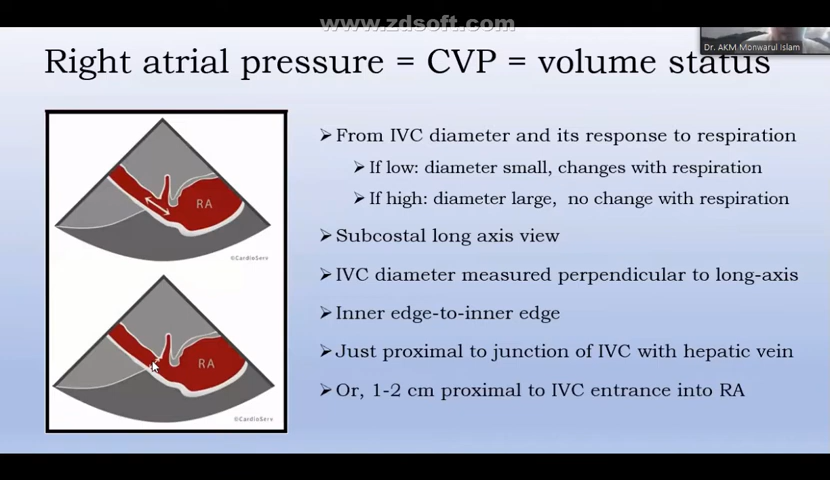 www.zdsoft.com
Dr. AKM Monwarul Islam
Right atrial pressure = CVP = volume status
RA
©CardioServ
RA
©CardioServ
➢ From IVC diameter and its response to respiration
➢ If low: diameter small, changes with respiration
➢ If high: diameter large, no change with respiration
➢ Subcostal long axis view
➢ IVC diameter measured perpendicular to long-axis
➢ Inner edge-to-inner edge
➢ Just proximal to junction of IVC with hepatic vein
➢ Or, 1-2 cm proximal to IVC entrance into RA